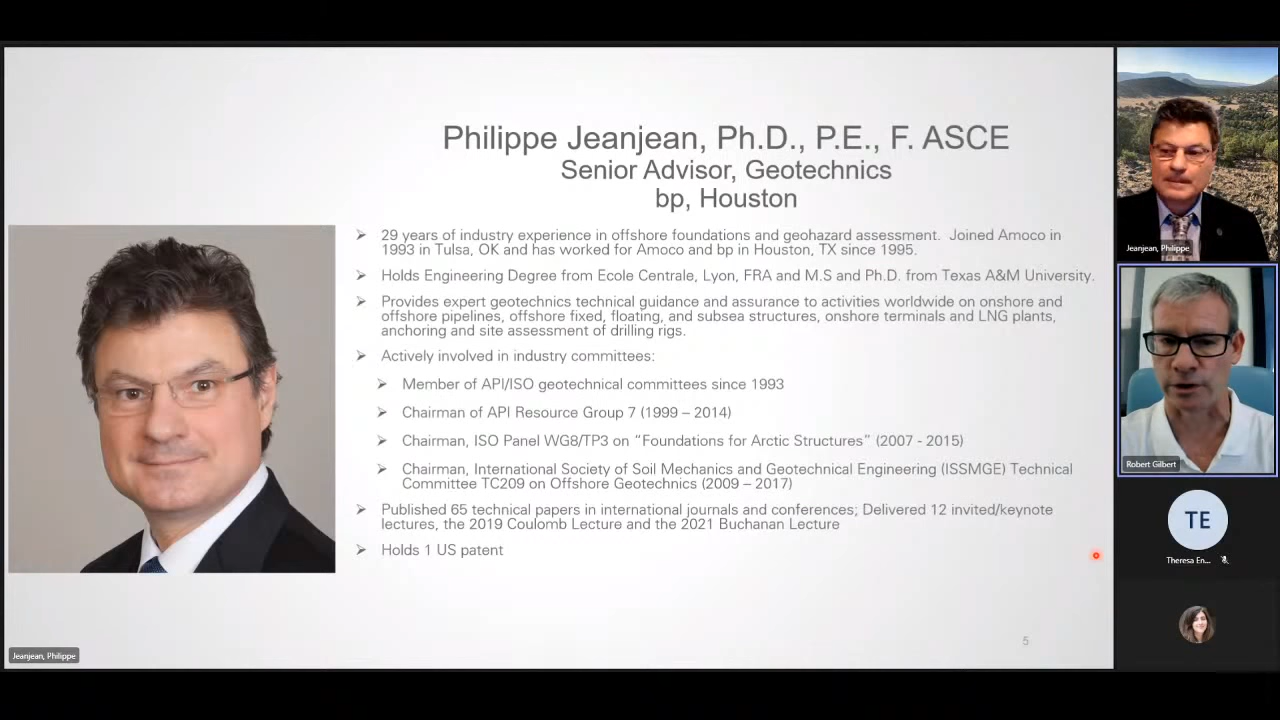 Philippe Jeanjean, Ph.D., P.E., F. ASCE
Senior Advisor, Geotechnics
bp, Houston
29 years of industry experience in offshore foundations and geohazard assessment. Joined Amoco in
1993 in Tulsa, OK and has worked for Amoco and bp in Houston, TX since 1995.
Holds Engineering Degree from Ecole Centrale, Lyon, FRA and M.S and Ph.D. from Texas A&M University.
Provides expert geotechnics technical guidance and assurance to activities worldwide on onshore and
offshore pipelines, offshore fixed, floating, and subsea structures, onshore terminals and LNG plants,
anchoring and site assessment of drilling rigs.
Actively involved in industry committees:
Member of API/ISO geotechnical committees since 1993
Chairman of API Resource Group 7 (1999 – 2014)
Chairman, ISO Panel WG8/TP3 on “Foundations for Arctic Structures” (2007 - 2015)
Chairman, International Society of Soil Mechanics and Geotechnical Engineering (ISSMGE) Technical
Committee TC209 on Offshore Geotechnics (2009 – 2017)
Published 65 technical papers in international journals and conferences; Delivered 12 invited/keynote
lectures, the 2019 Coulomb Lecture and the 2021 Buchanan Lecture
Holds 1 US patent
5
Jeanjean, Philippe
Jeanjean, Philippe
Robert Gilbert
TE
Theresa En...